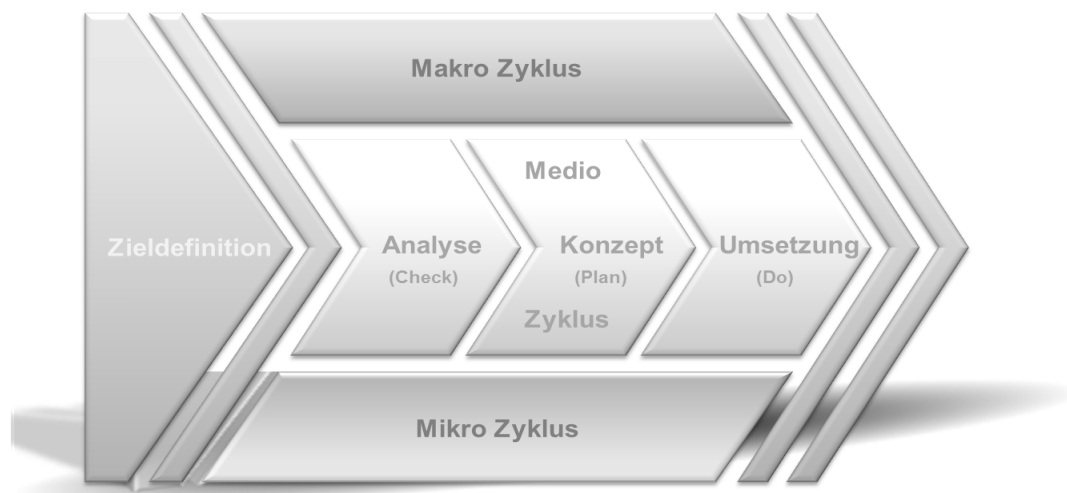 Makro Zyklus
Medio
Zieldefinition
Analyse
(Check)
Konzept
(Plan)
Umsetzung
(Do)
Zyklus
Mikro Zyklus